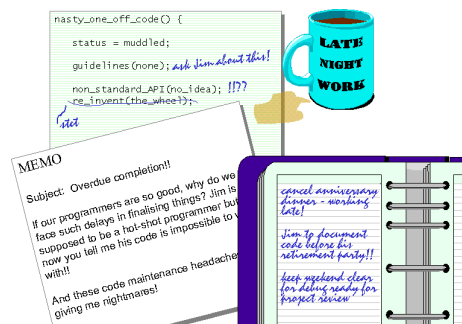 nasty_one_off_code() {
status = muddled;
guidelines(none); ask Jim about this!
non_standard_API(no_idea); !!??
re_invent(the_wheel);
stet
LATE
NIGHT
WORK
MEMO
Subject: Overdue completion!!
If our programmers are so good, why do we
face such delays in finalising things? Jim is
supposed to be a hot-shot programmer but
now you tell me his code is impossible to
with!!
And these code maintenance headache
giving me nightmares!
cancel anniversary
dinner - working
late!
Jim to document
code before his
retirement party!!
keep weekend clear
for debug ready for
project review